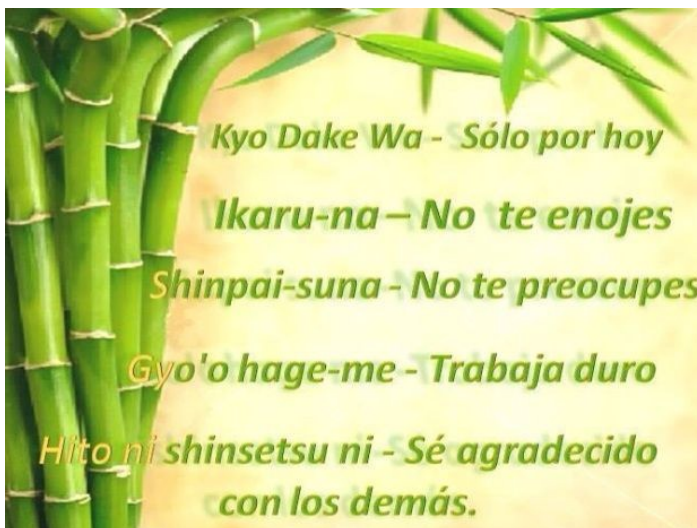 Kyo Dake Wa - Sólo por hoy
Ikaru-na – No te enojes
Shinpai-suna - No te preocupes
Gyo'o hage-me - Trabaja duro
Hito ni shinsetsu ni - Sé agradecido
con los demás.